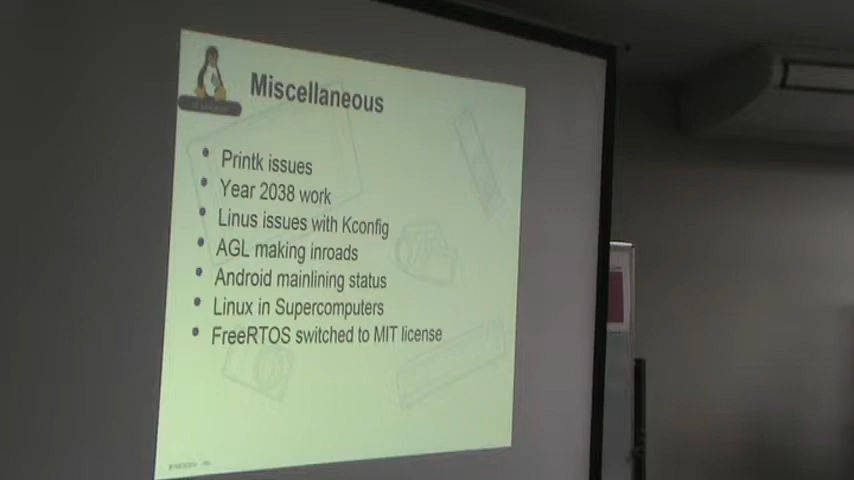 Miscellaneous
• Printk issues
• Year 2038 work
• Linus issues with Kconfig
• AGL making inroads
• Android mainlining status
• Linux in Supercomputers
• FreeRTOS switched to MIT license